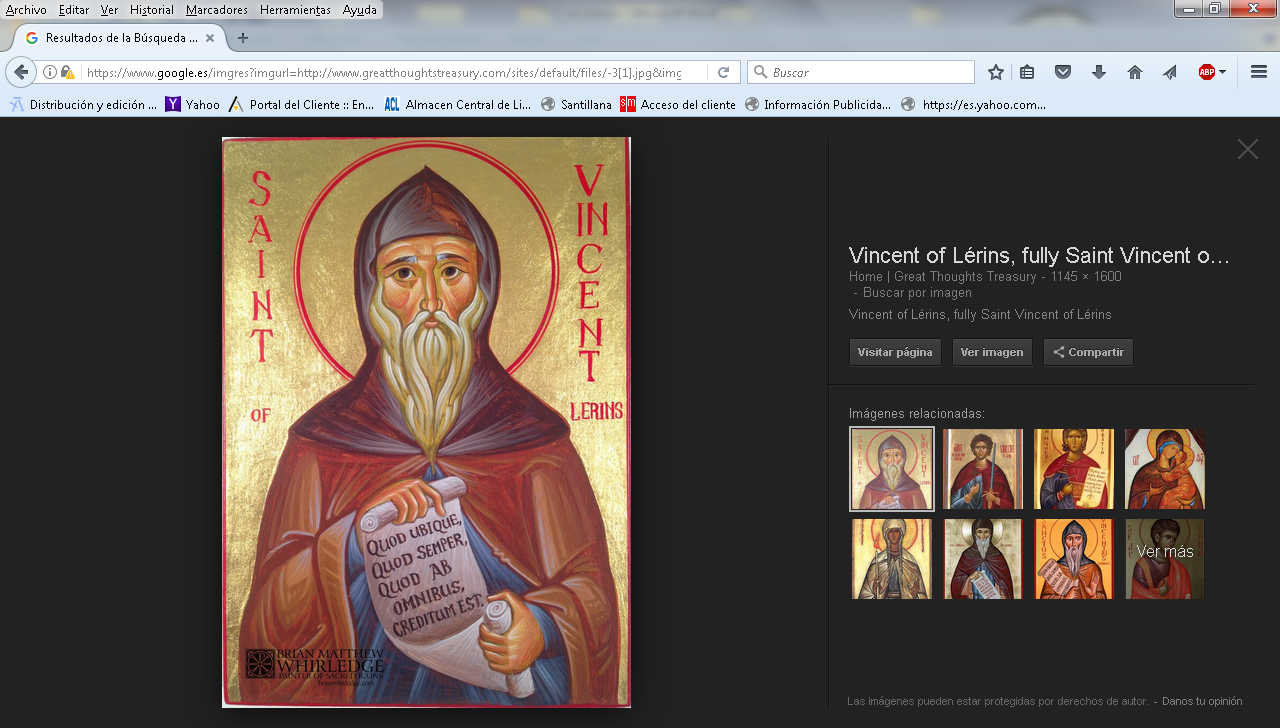 Archivo Editar Ver Historial Marcadores Herramientas Ayuda
Resultados de la Búsqueda ...
https://www.google.es/imgres?imgurl=http://www.greatthoughtstreasury.com/sites/default/files/-3[1].jpg&img
Buscar
ABP
Distribución y edición ... Yahoo Portal del Cliente :: En... ACL Almacen Central de Li... Santillana sm Acceso del cliente Información Publicida... https://es.yahoo.com...
SAINT
VINCENT
OF
LERINS
QUOD UBIQUE,
QUOD SEMPER,
QUOD AB
OMNIBUS,
CREDITUM EST.
BRIAN MATTHEW
WHIRLEDGE
PAINTER OF SACRED ICONS
Vincent of Lérins, fully Saint Vincent o...
Home | Great Thoughts Treasury - 1145 × 1600
- Buscar por imagen
Vincent of Lérins, fully Saint Vincent of Lérins
Visitar página Ver imagen Compartir
Imágenes relacionadas:
Ver más
Las imágenes pueden estar protegidas por derechos de autor. - Danos tu opinión